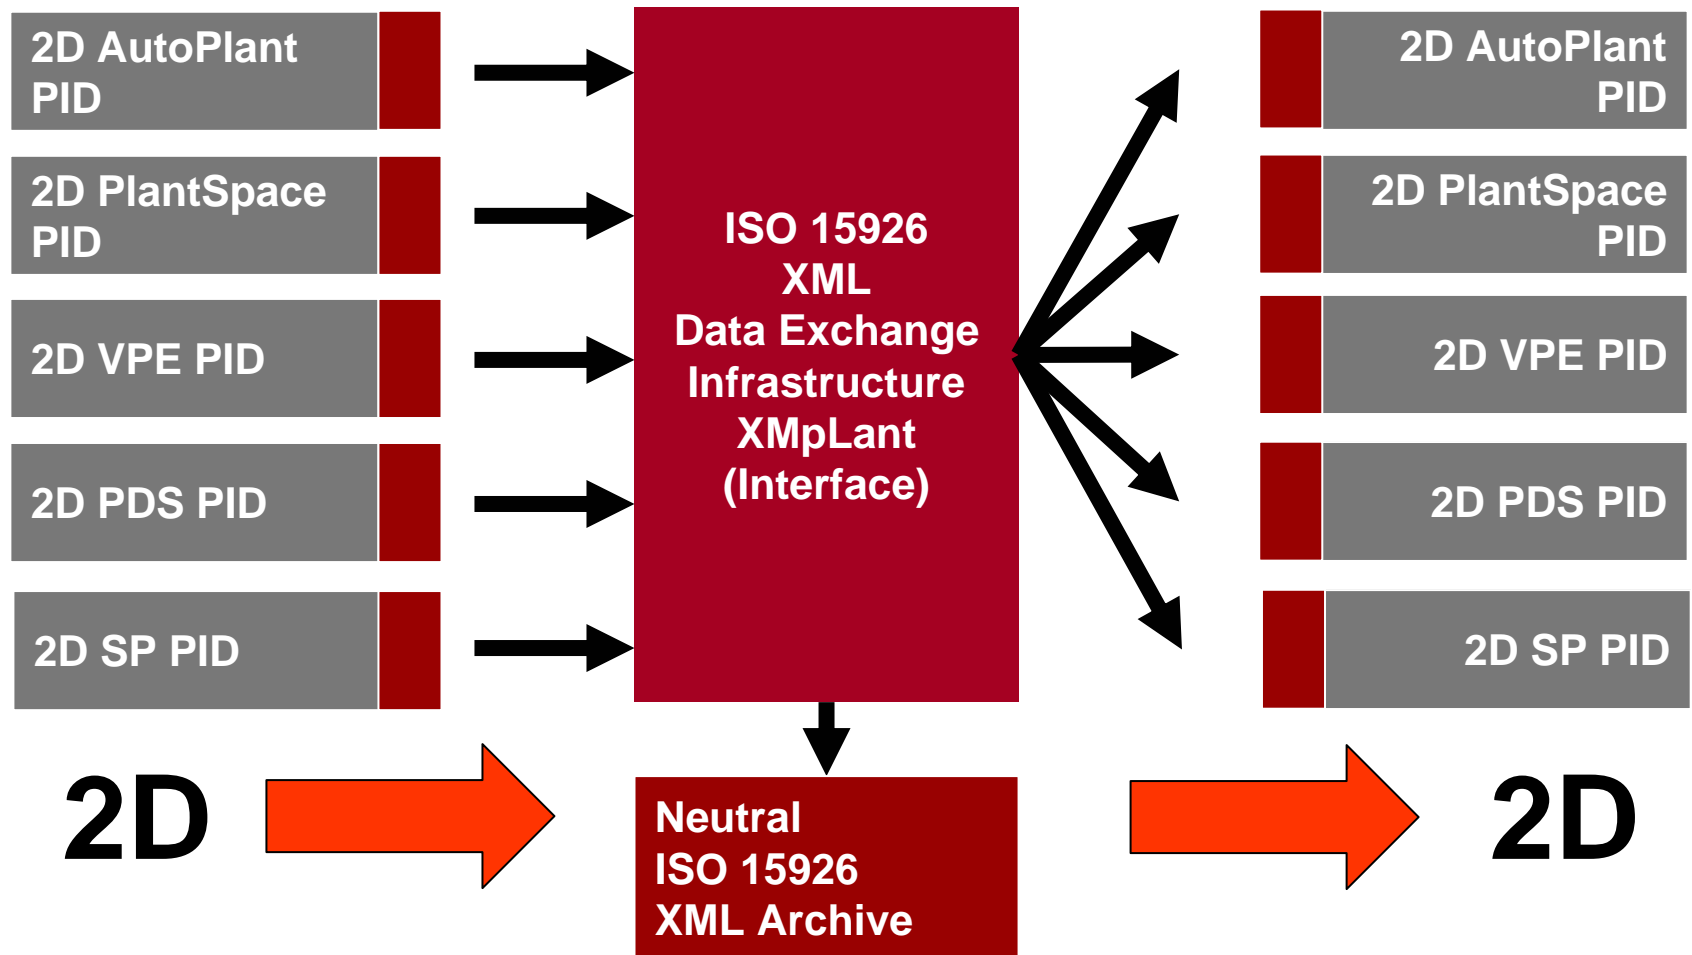 2D AutoPlant
PID
2D PlantSpace
PID
2D VPE PID
2D PDS PID
2D SP PID
ISO 15926
XML
Data Exchange
Infrastructure
XMpLant
(Interface)
2D AutoPlant
PID
2D PlantSpace
PID
2D VPE PID
2D PDS PID
2D SP PID
2D
Neutral
ISO 15926
XML Archive
2D